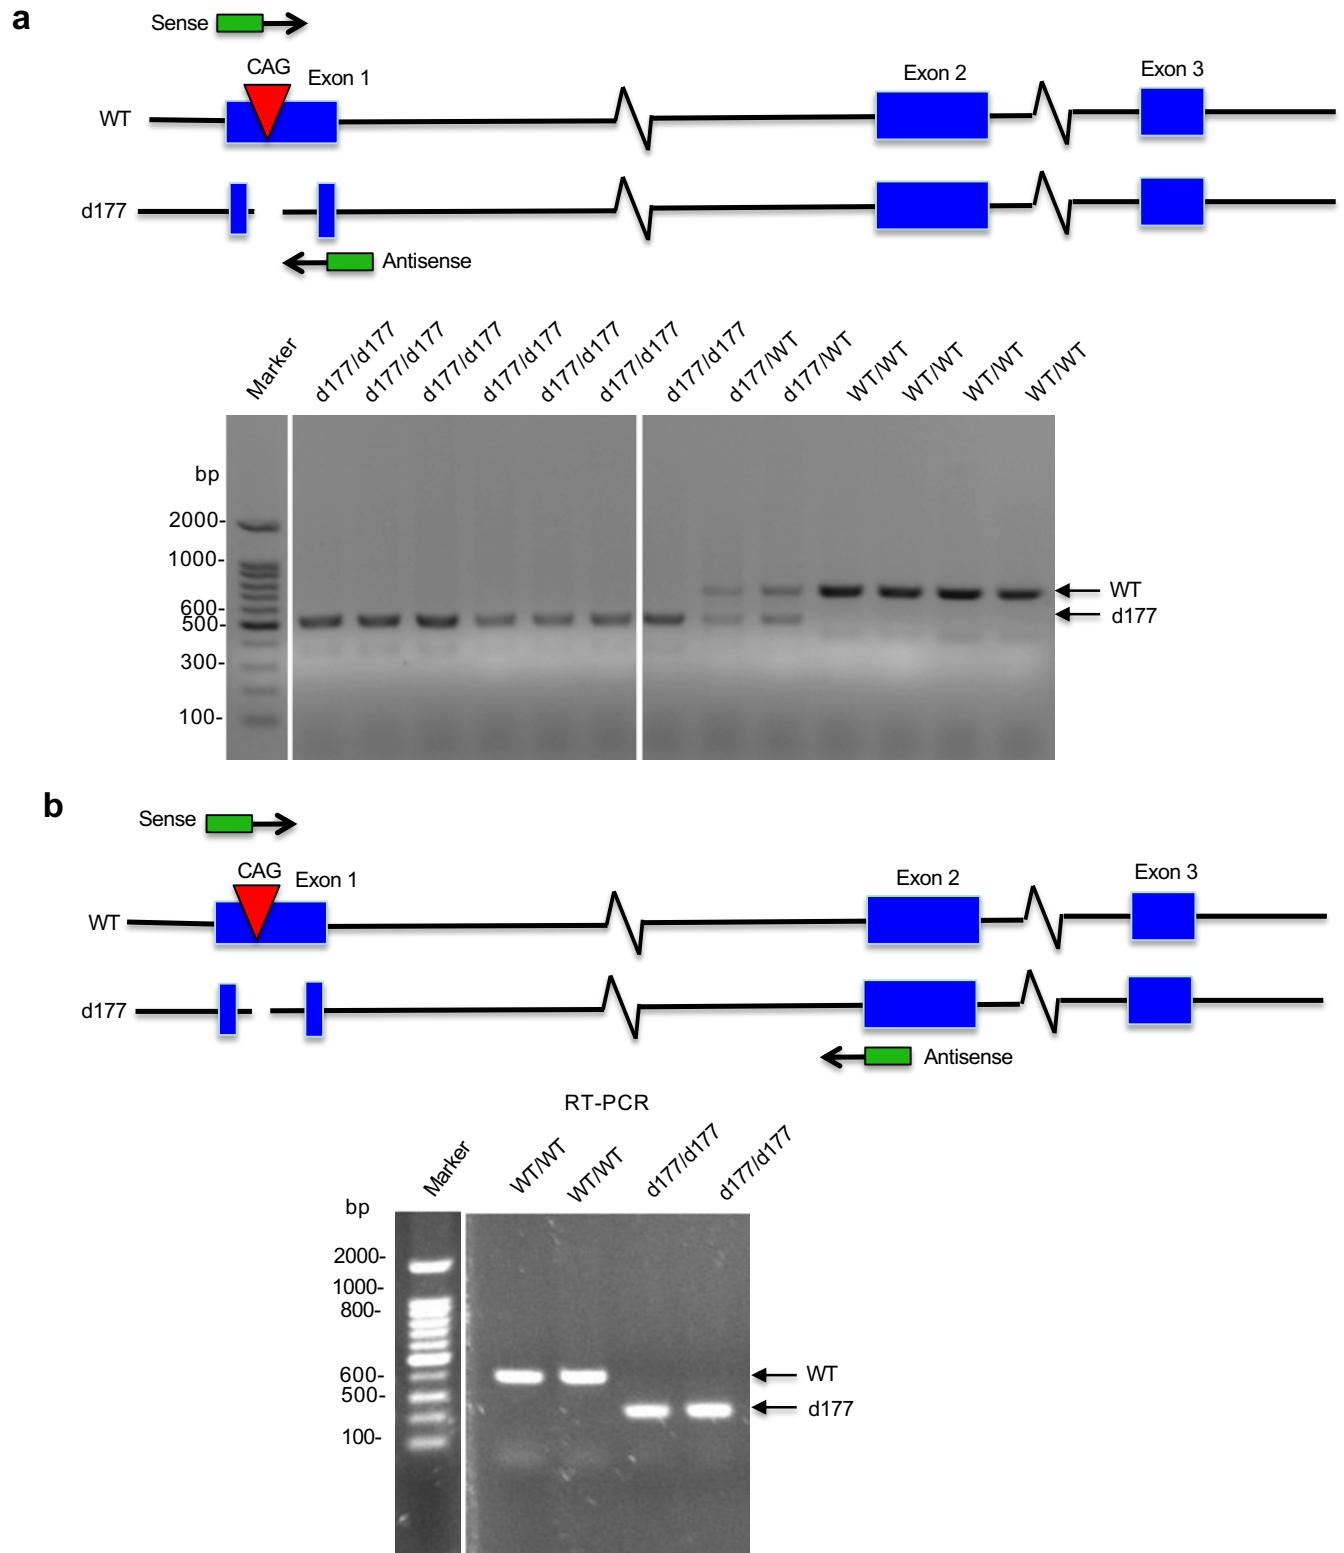 a
Sense
CAG
Exon 1
Exon 2
Exon 3
WT
d177
Antisense
Marker
d177/d177
d177/d177
d177/d177
d177/d177
d177/d177
d177/d177
d177/d177
d177/WT
d177/WT
WT/WT
WT/WT
WT/WT
WT/WT
bp
2000-
1000-
600-
500-
300-
100-
WT
d177
b
Sense
CAG
Exon 1
Exon 2
Exon 3
WT
d177
Antisense
RT-PCR
Marker
WT/WT
WT/WT
d177/d177
d177/d177
bp
2000-
1000-
800-
600-
500-
100-
WT
d177